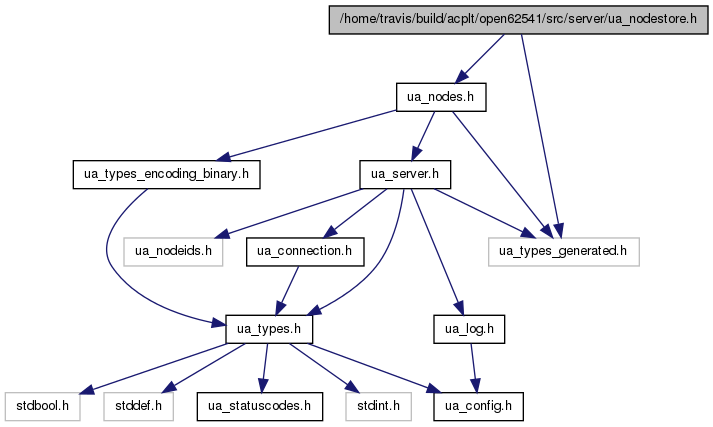 /home/travis/build/acplt/open62541/src/server/ua_nodestore.h
ua_nodes.h
ua_types_encoding_binary.h
ua_server.h
ua_nodeids.h
ua_connection.h
ua_types_generated.h
ua_types.h
ua_log.h
stdbool.h
stddef.h
ua_statuscodes.h
stdint.h
ua_config.h